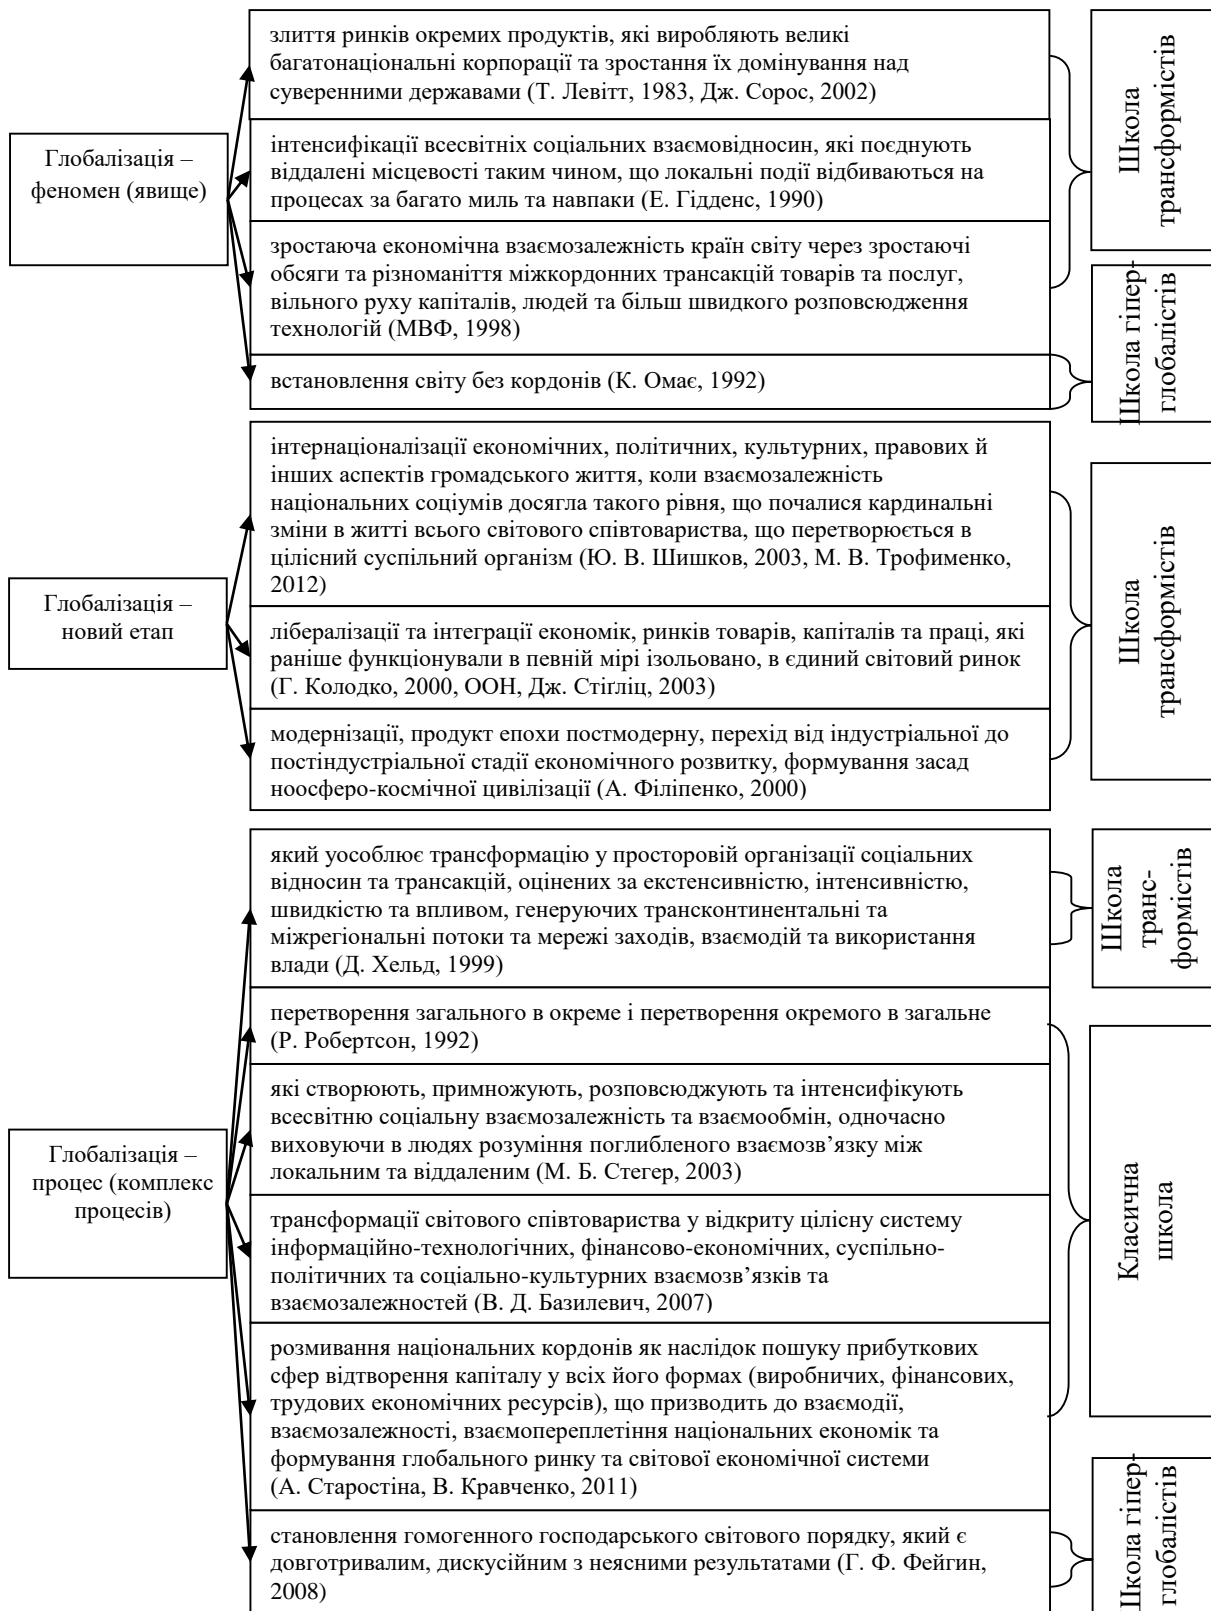 злиття ринків окремих продуктів, які виробляють великі
багатонаціональні корпорації та зростання їх домінування над
суверенними державами (Т. Левітт, 1983, Дж. Сорос, 2002)
Школа
трансформістів
Глобалізація –
феномен (явище)
інтенсифікації всесвітніх соціальних взаємовідносин, які поєднують
віддалені місцевості таким чином, що локальні події відбиваються на
процесах за багато миль та навпаки (Е. Гідденс, 1990)
зростаюча економічна взаємозалежність країн світу через зростаючі
обсяги та різноманіття міжкордонних трансакцій товарів та послуг,
вільного руху капіталів, людей та більш швидкого розповсюдження
технологій (МВФ, 1998)
встановлення світу без кордонів (К. Омає, 1992)
Школа гіпер-
глобалістів
Глобалізація –
новий етап
інтернаціоналізації економічних, політичних, культурних, правових й
інших аспектів громадського життя, коли взаємозалежність
національних соціумів досягла такого рівня, що почалися кардинальні
зміни в житті всього світового співтовариства, що перетворюється в
цілісний суспільний організм (Ю. В. Шишков, 2003, М. В. Трофименко,
2012)
лібералізації та інтеграції економік, ринків товарів, капіталів та праці, які
раніше функціонували в певній мірі ізольовано, в єдиний світовий ринок
(Г. Колодко, 2000, ООН, Дж. Стігліц, 2003)
модернізації, продукт епохи постмодерну, перехід від індустріальної до
постіндустріальної стадії економічного розвитку, формування засад
ноосферо-космічної цивілізації (А. Філіпенко, 2000)
Школа
трансформістів
Глобалізація –
процес (комплекс
процесів)
який уособлює трансформацію у просторовій організації соціальних
відносин та трансакцій, оцінених за екстенсивністю, інтенсивністю,
швидкістю та впливом, генеруючих трансконтинентальні та
міжрегіональні потоки та мережі заходів, взаємодій та використання
влади (Д. Хельд, 1999)
Школа
транс-
формістів
перетворення загального в окреме і перетворення окремого в загальне
(Р. Робертсон, 1992)
які створюють, примножують, розповсюджують та інтенсифікують
всесвітню соціальну взаємозалежність та взаємообмін, одночасно
виховуючи в людях розуміння поглибленого взаємозв’язку між
локальним та віддаленим (М. Б. Стегер, 2003)
трансформації світового співтовариства у відкриту цілісну систему
інформаційно-технологічних, фінансово-економічних, суспільно-
політичних та соціально-культурних взаємозв’язків та
взаємозалежностей (В. Д. Базилевич, 2007)
розмивання національних кордонів як наслідок пошуку прибуткових
сфер відтворення капіталу у всіх його формах (виробничих, фінансових,
трудових економічних ресурсів), що призводить до взаємодії,
взаємозалежності, взаємопереплетіння національних економік та
формування глобального ринку та світової економічної системи
(А. Старостіна, В. Кравченко, 2011)
Класична
школа
становлення гомогенного господарського світового порядку, який є
довготривалим, дискусійним з неясними результатами (Г. Ф. Фейгин,
2008)
Школа гіпер-
глобалістів